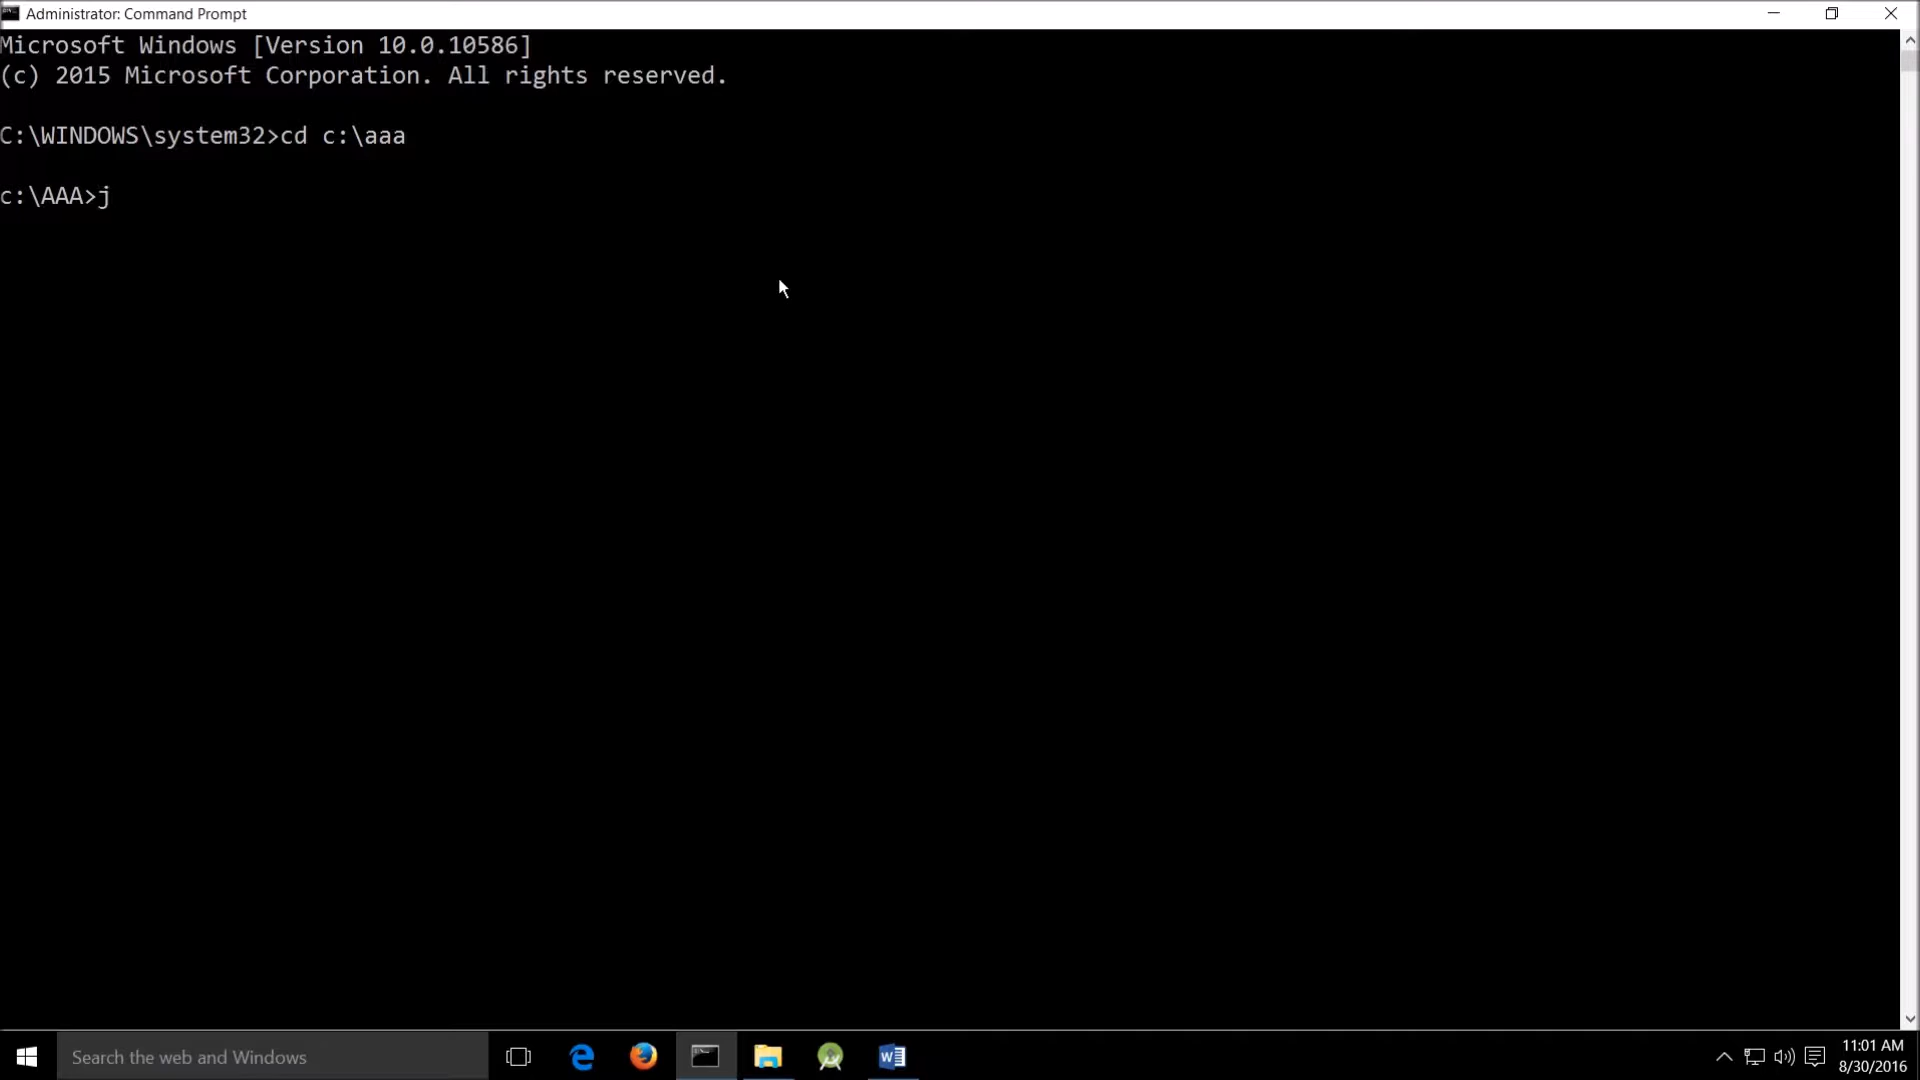 Administrator: Command Prompt
Microsoft Windows [Version 10.0.10586]
(c) 2015 Microsoft Corporation. All rights reserved.
C:\WINDOWS\system32>cd c:\aaa
c:\AAA>j
Search the web and Windows
11:01 AM
8/30/2016